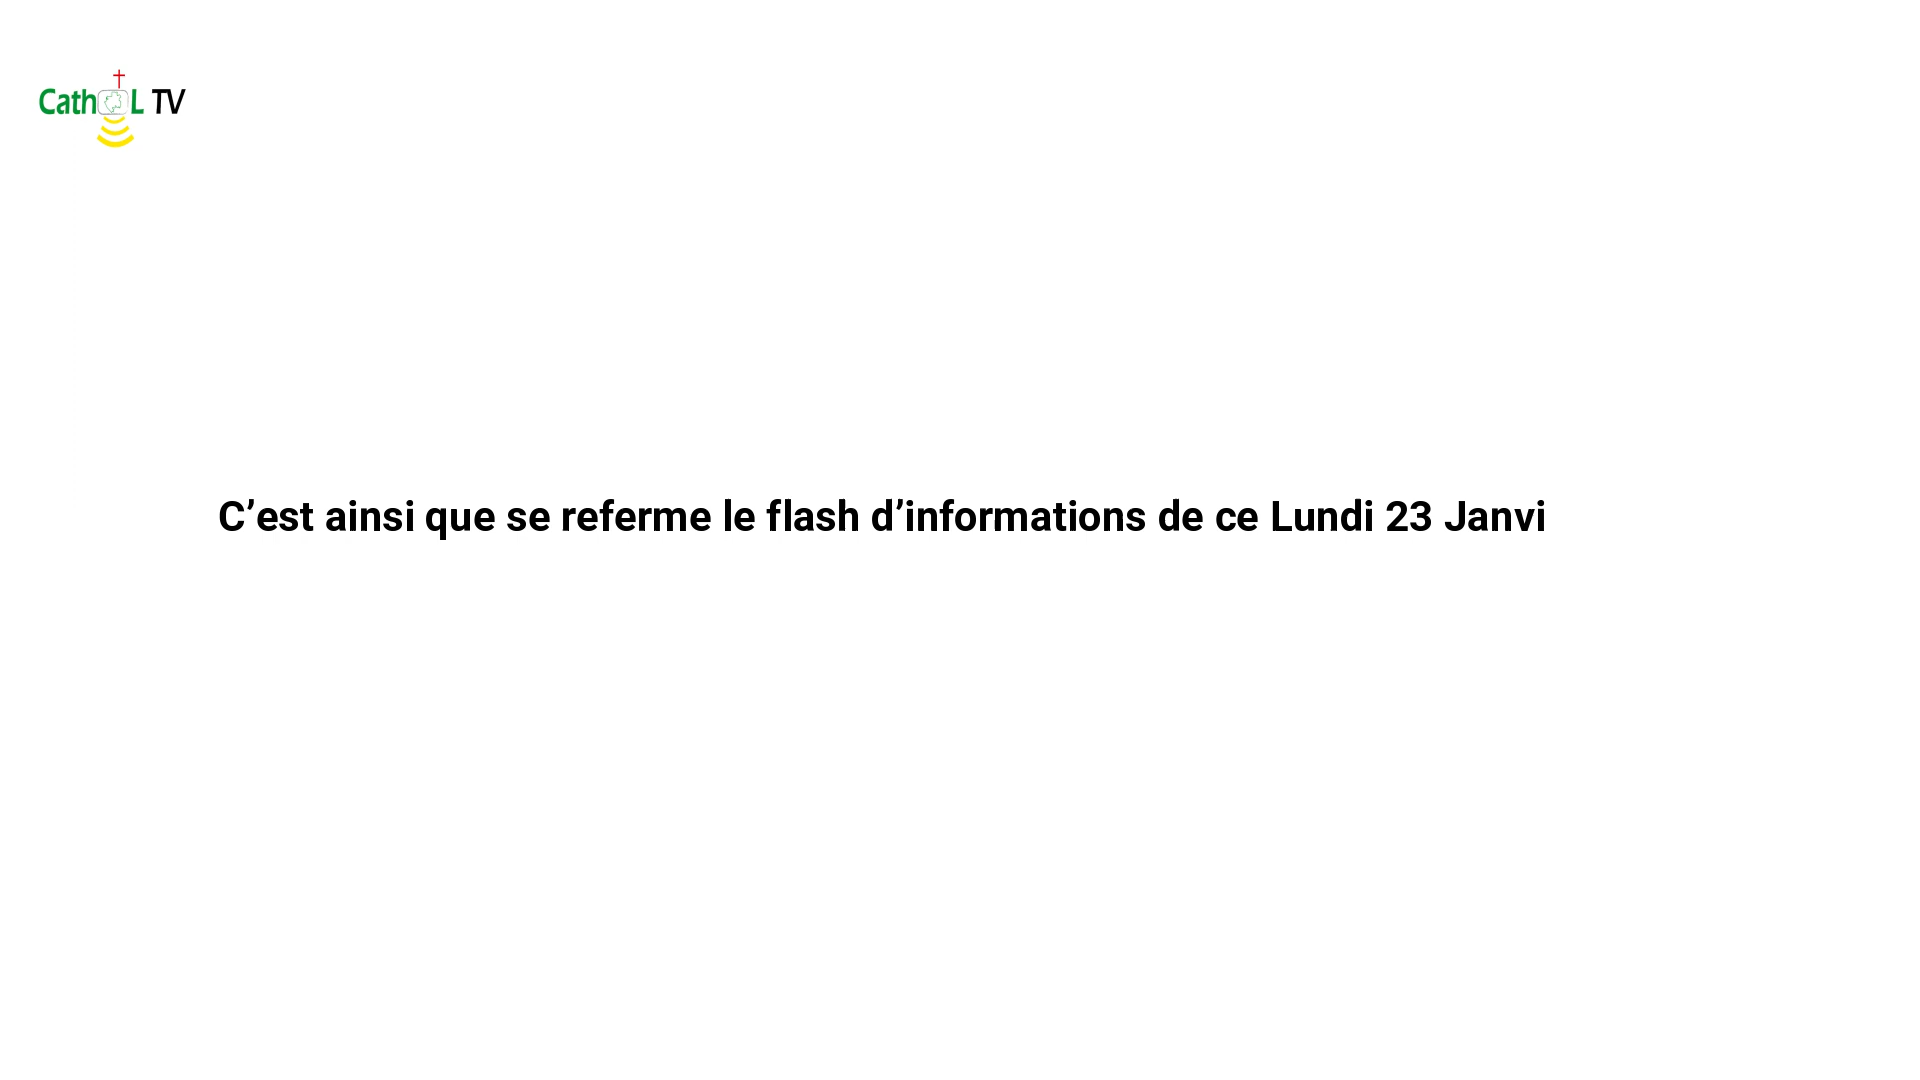 CathOL TV
C’est ainsi que se referme le flash d’informations de ce Lundi 23 Janvi